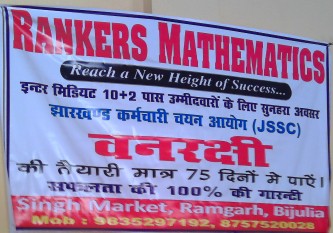 RANKERS MATHEMATICS
Reach a New Height of Success...
इन्टर मिडियट 10+2 पास उम्मीदवारों के लिए सुनहरा अवसर
झारखण्ड कर्मचारी चयन आयोग (JSSC)
वनरक्षी
की तैयारी मात्र 75 दिनों मे पाऐं।
सफलता की 100% की गारन्टी
Singh Market, Ramgarh, Bijulia
Mob : 9835297192, 8757520028